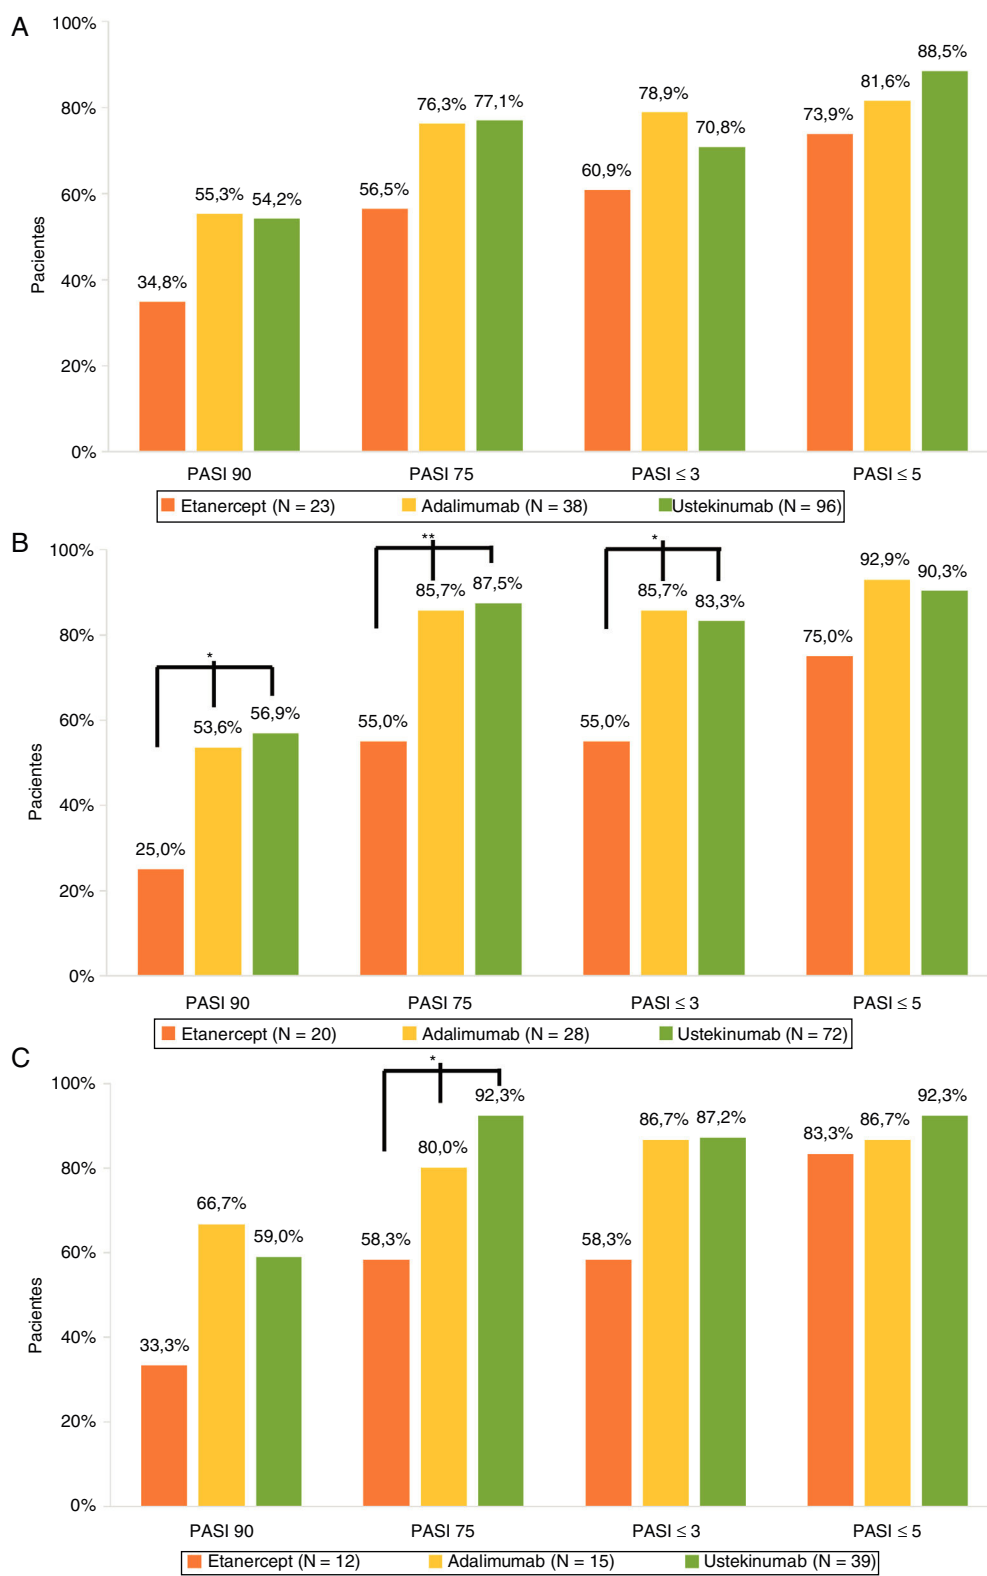 A
100%
80%
60%
40%
20%
0%
Pacientes
34,8%
55,3%
54,2%
56,5%
76,3%
77,1%
60,9%
78,9%
70,8%
73,9%
81,6%
88,5%
PASI 90
PASI 75
PASI ≤ 3
PASI ≤ 5
Etanercept (N = 23)
Adalimumab (N = 38)
Ustekinumab (N = 96)
B
100%
80%
60%
40%
20%
0%
Pacientes
*
25,0%
53,6%
56,9%
**
55,0%
85,7%
87,5%
*
55,0%
85,7%
83,3%
75,0%
92,9%
90,3%
PASI 90
PASI 75
PASI ≤ 3
PASI ≤ 5
Etanercept (N = 20)
Adalimumab (N = 28)
Ustekinumab (N = 72)
C
100%
80%
60%
40%
20%
0%
Pacientes
33,3%
66,7%
59,0%
*
58,3%
80,0%
92,3%
58,3%
86,7%
87,2%
83,3%
86,7%
92,3%
PASI 90
PASI 75
PASI ≤ 3
PASI ≤ 5
Etanercept (N = 12)
Adalimumab (N = 15)
Ustekinumab (N = 39)